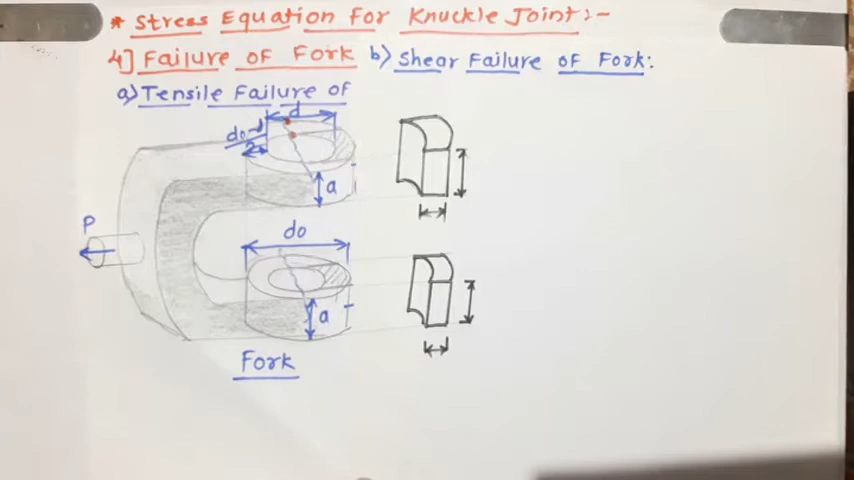 * Stress Equation For Knuckle Joint:-
4] Failure of Fork b) Shear Failure of Fork:
a) Tensile Failure of
d
do-d
2
a
P
do
a
Fork